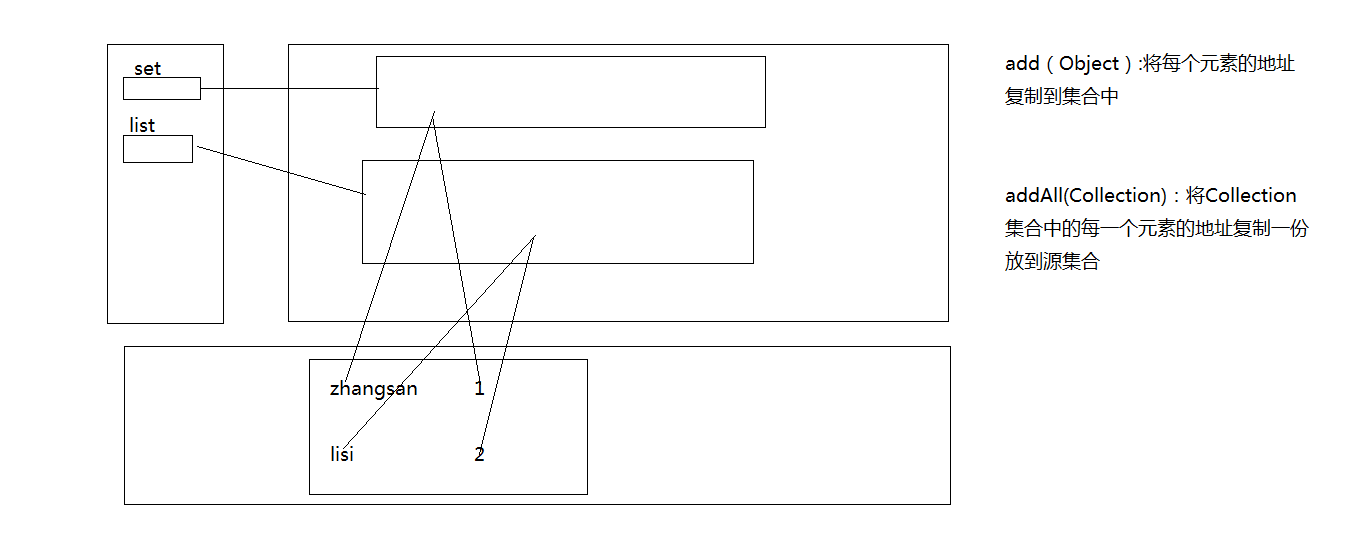 set
list
zhangsan 1
lisi 2
add（Object）:将每个元素的地址
复制到集合中
addAll(Collection)：将Collection
集合中的每一个元素的地址复制一份
放到源集合